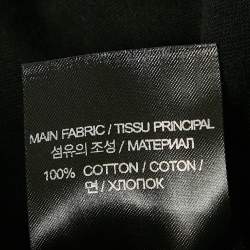 MAIN FABRIC / TISSU PRINCIPAL
섬유의 조성 / МАТЕРИАЛ
100% COTTON / COTON /
면 / ХЛОПОК